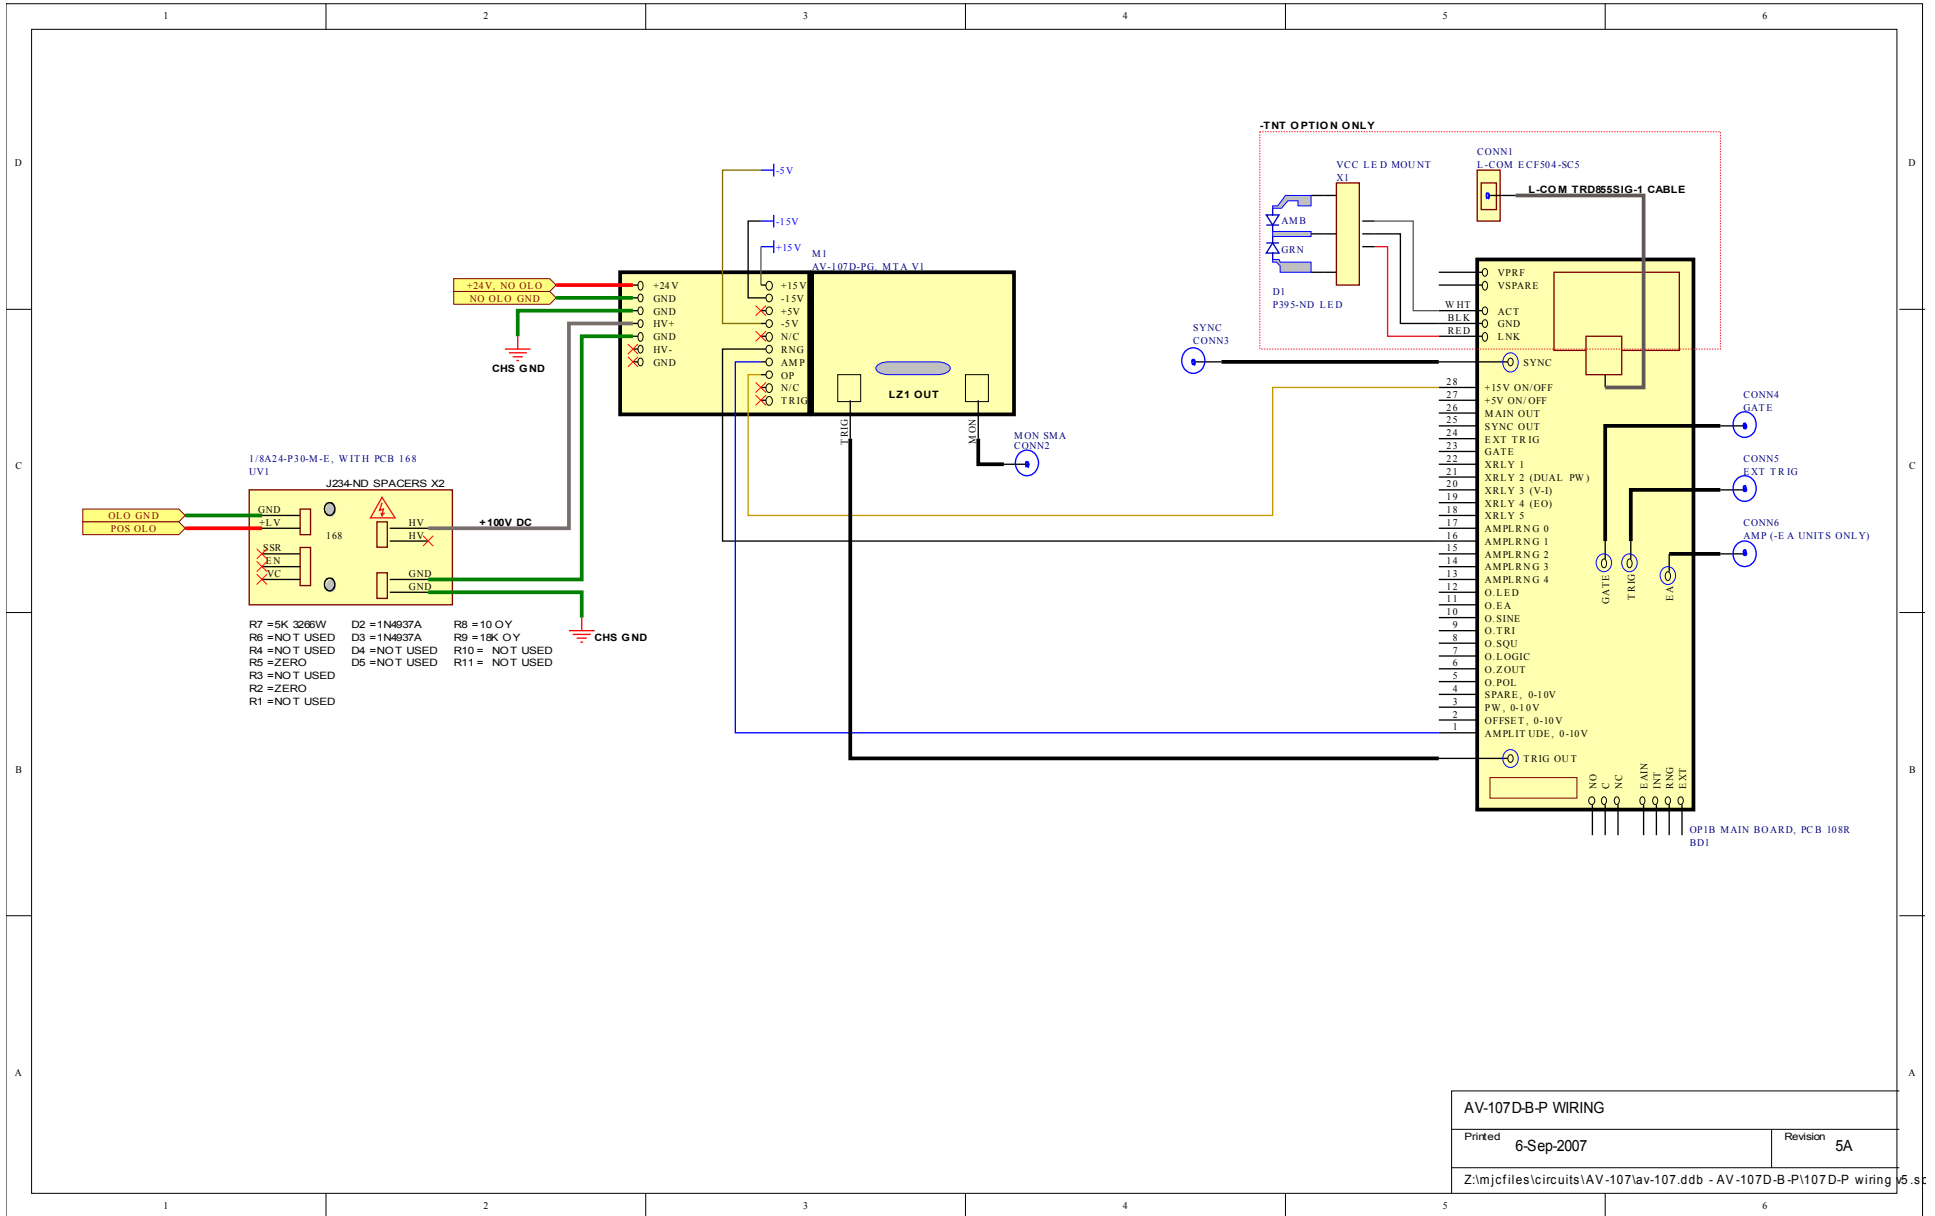 1 2 3 4 5 6
D
C
B
A
D
C
B
A
-TNT OPTION ONLY
CONN1
L-COM ECF504-SC5
VCC LED MOUNT
X1
L-COM TRD855SIG-1 CABLE
AMB
GRN
D1
P395-ND LED
-5V
-15V
+15V
M1
AV-107D-PG, MTA V1
+24V, NO OLO
NO OLO GND
+24V
GND
GND
HV+
GND
HV-
GND
+15V
-15V
+5V
-5V
N/C
RNG
AMP
OP
N/C
TRIG
LZ1 OUT
TRIG
MON
MON SMA
CONN2
CHS GND
SYNC
CONN3
VPRF
VSPARE
WHT ACT
BLK GND
RED LNK
SYNC
28 +15V ON/OFF
27 +5V ON/OFF
26 MAIN OUT
25 SYNC OUT
24 EXT TRIG
23 GATE
22 XRLY 1
21 XRLY 2 (DUAL PW)
20 XRLY 3 (V-I)
19 XRLY 4 (EO)
18 XRLY 5
17 AMPLRNG 0
16 AMPLRNG 1
15 AMPLRNG 2
14 AMPLRNG 3
13 AMPLRNG 4
12 O.LED
11 O.EA
10 O.SINE
9 O.TRI
8 O.SQU
7 O.LOGIC
6 O.ZOUT
5 O.POL
4 SPARE, 0-10V
3 PW, 0-10V
2 OFFSET, 0-10V
1 AMPLITUDE, 0-10V
TRIG OUT
GATE
TRIG
EA
CONN4
GATE
CONN5
EXT TRIG
CONN6
AMP (-EA UNITS ONLY)
NO
C
NC
EAIN
INT
RNG
EXT
OP1B MAIN BOARD, PCB 108R
BD1
1/8A24-P30-M-E, WITH PCB 168
UV1
J234-ND SPACERS X2
OLO GND
POS OLO
GND
+LV
SSR
EN
VC
168
HV
HV
GND
GND
+100V DC
CHS GND
R7 =5K 3266W D2 =1N4937A R8 =10 OY
R6 =NOT USED D3 =1N4937A R9 =18K OY
R4 =NOT USED D4 =NOT USED R10 = NOT USED
R5 =ZERO D5 =NOT USED R11 = NOT USED
R3 =NOT USED
R2 =ZERO
R1 =NOT USED
AV-107D-B-P WIRING
Printed 6-Sep-2007 Revision 5A
Z:\mjcfiles\circuits\AV-107\av-107.ddb - AV-107D-B-P\107D-P wiring v5.sc
1 2 3 4 5 6